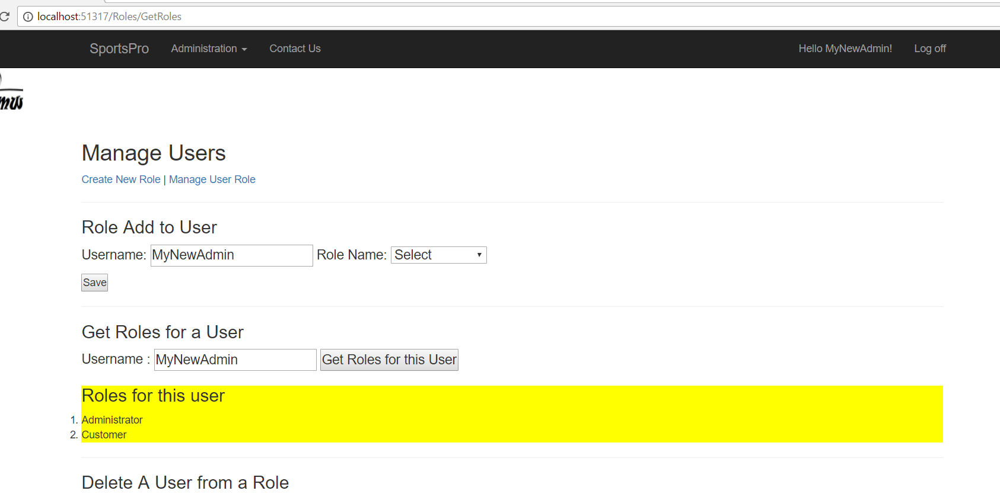 localhost:51317/Roles/GetRoles
SportsPro Administration Contact Us Hello MyNewAdmin! Log off
Manage Users
Create New Role | Manage User Role
Role Add to User
Username: MyNewAdmin Role Name: Select
Save
Get Roles for a User
Username : MyNewAdmin Get Roles for this User
Roles for this user
1. Administrator
2. Customer
Delete A User from a Role